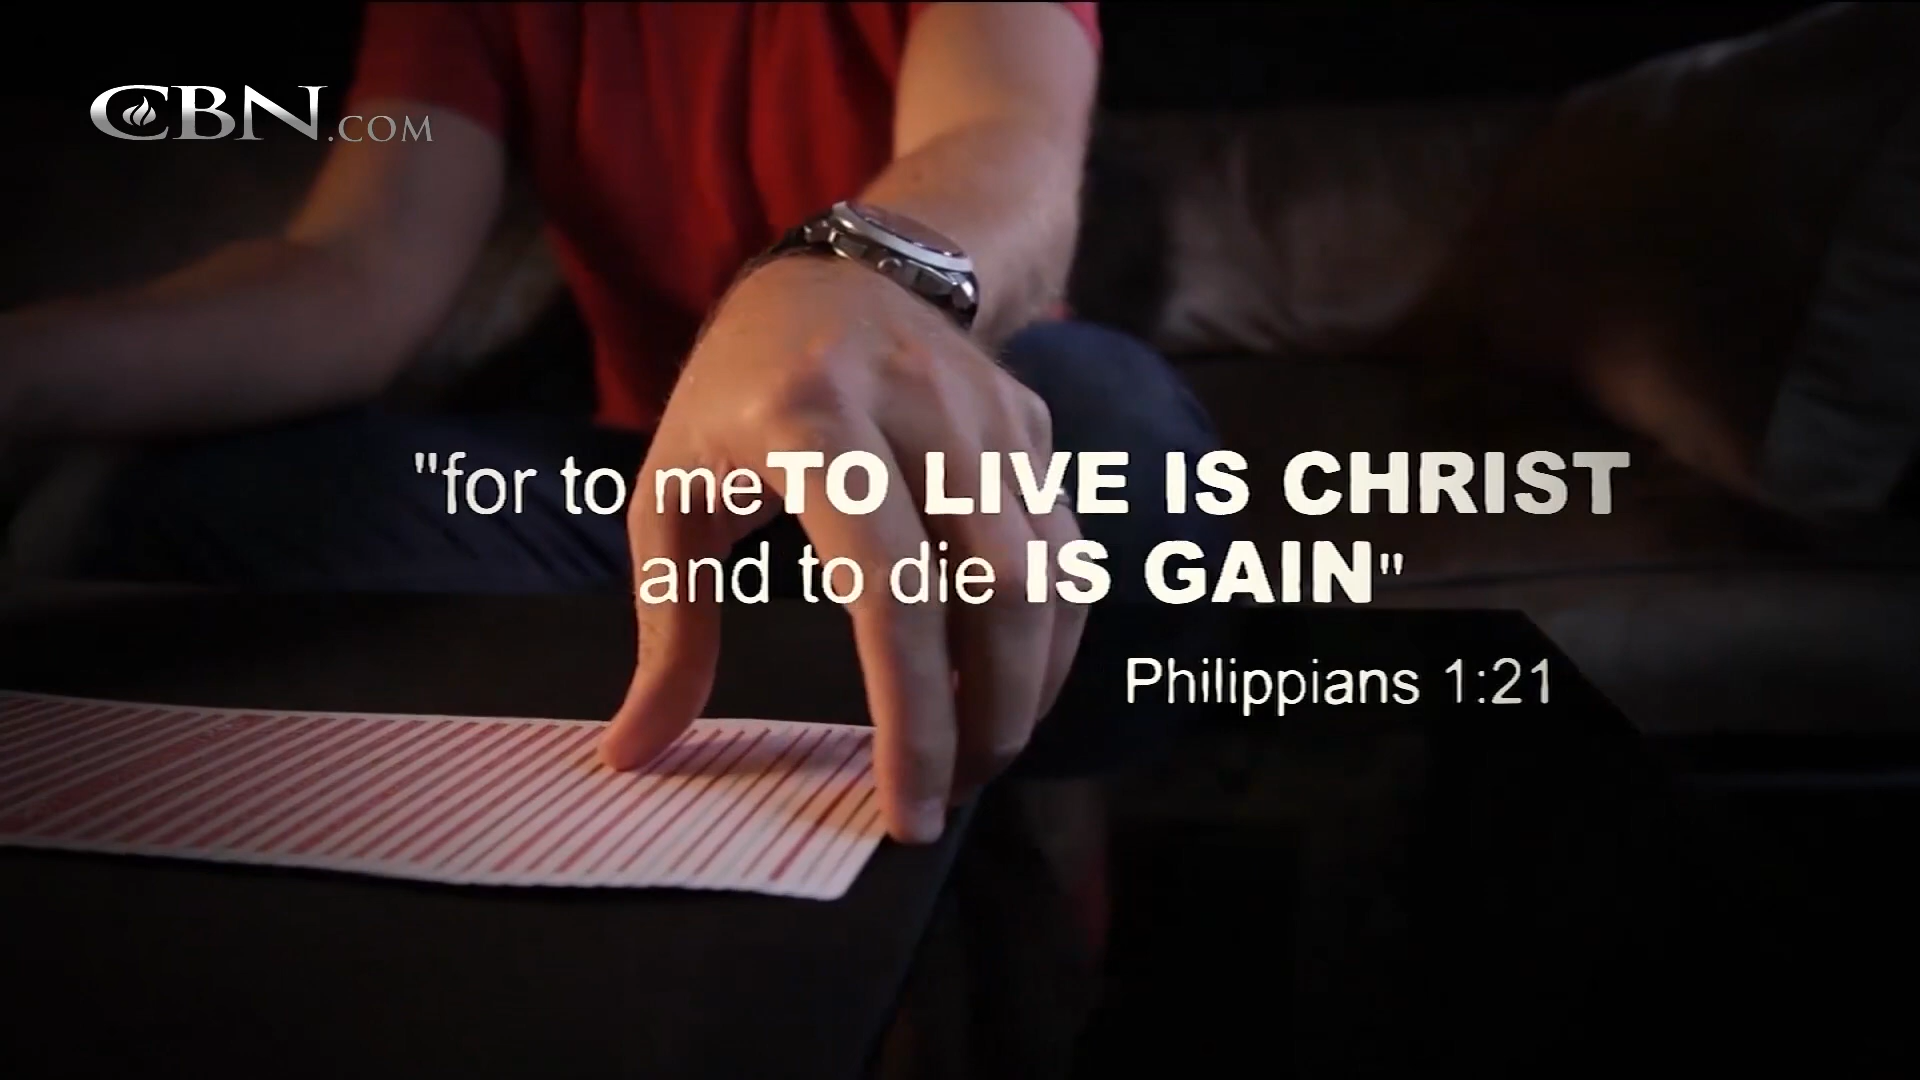 CBN.COM
"for to meTO LIVE IS CHRIST
and to die IS GAIN"
Philippians 1:21